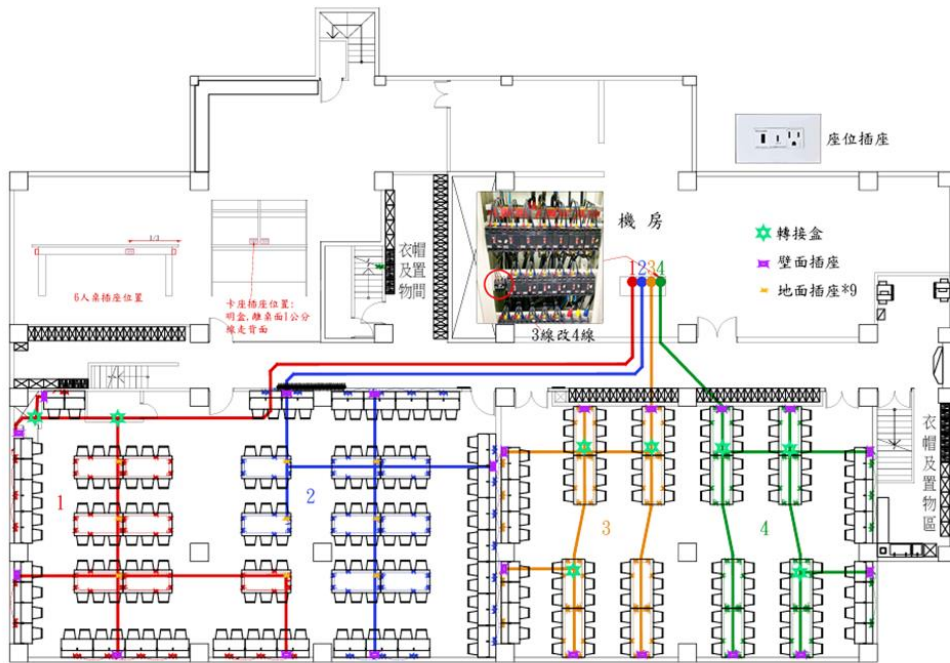 座位插座
機 房
轉接盒
壁面插座
地面插座*9
1/3
6人桌插座位置
卡座插座位置:
明盒,離桌面1公分
線走背面
衣帽及置物間
1234
3線改4線
衣帽及置物區
1
2
3
4